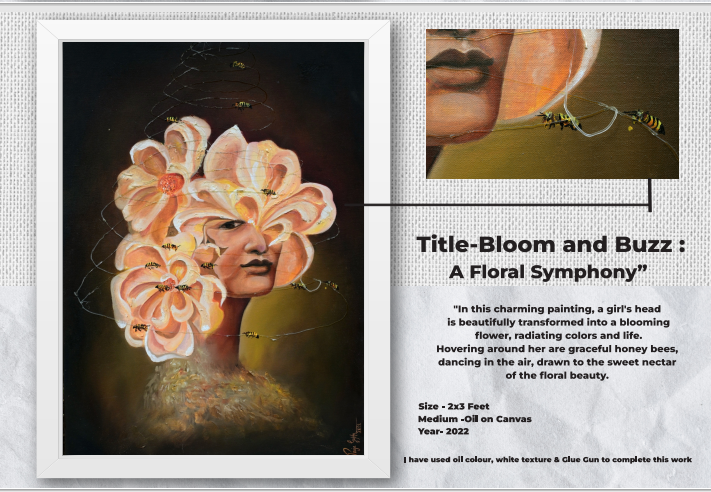 Title-Bloom and Buzz :
A Floral Symphony”
"In this charming painting, a girl's head
is beautifully transformed into a blooming
flower, radiating colors and life.
Hovering around her are graceful honey bees,
dancing in the air, drawn to the sweet nectar
of the floral beauty.
Size - 2x3 Feet
Medium -Oil on Canvas
Year- 2022
I have used oil colour, white texture & Glue Gun to complete this work